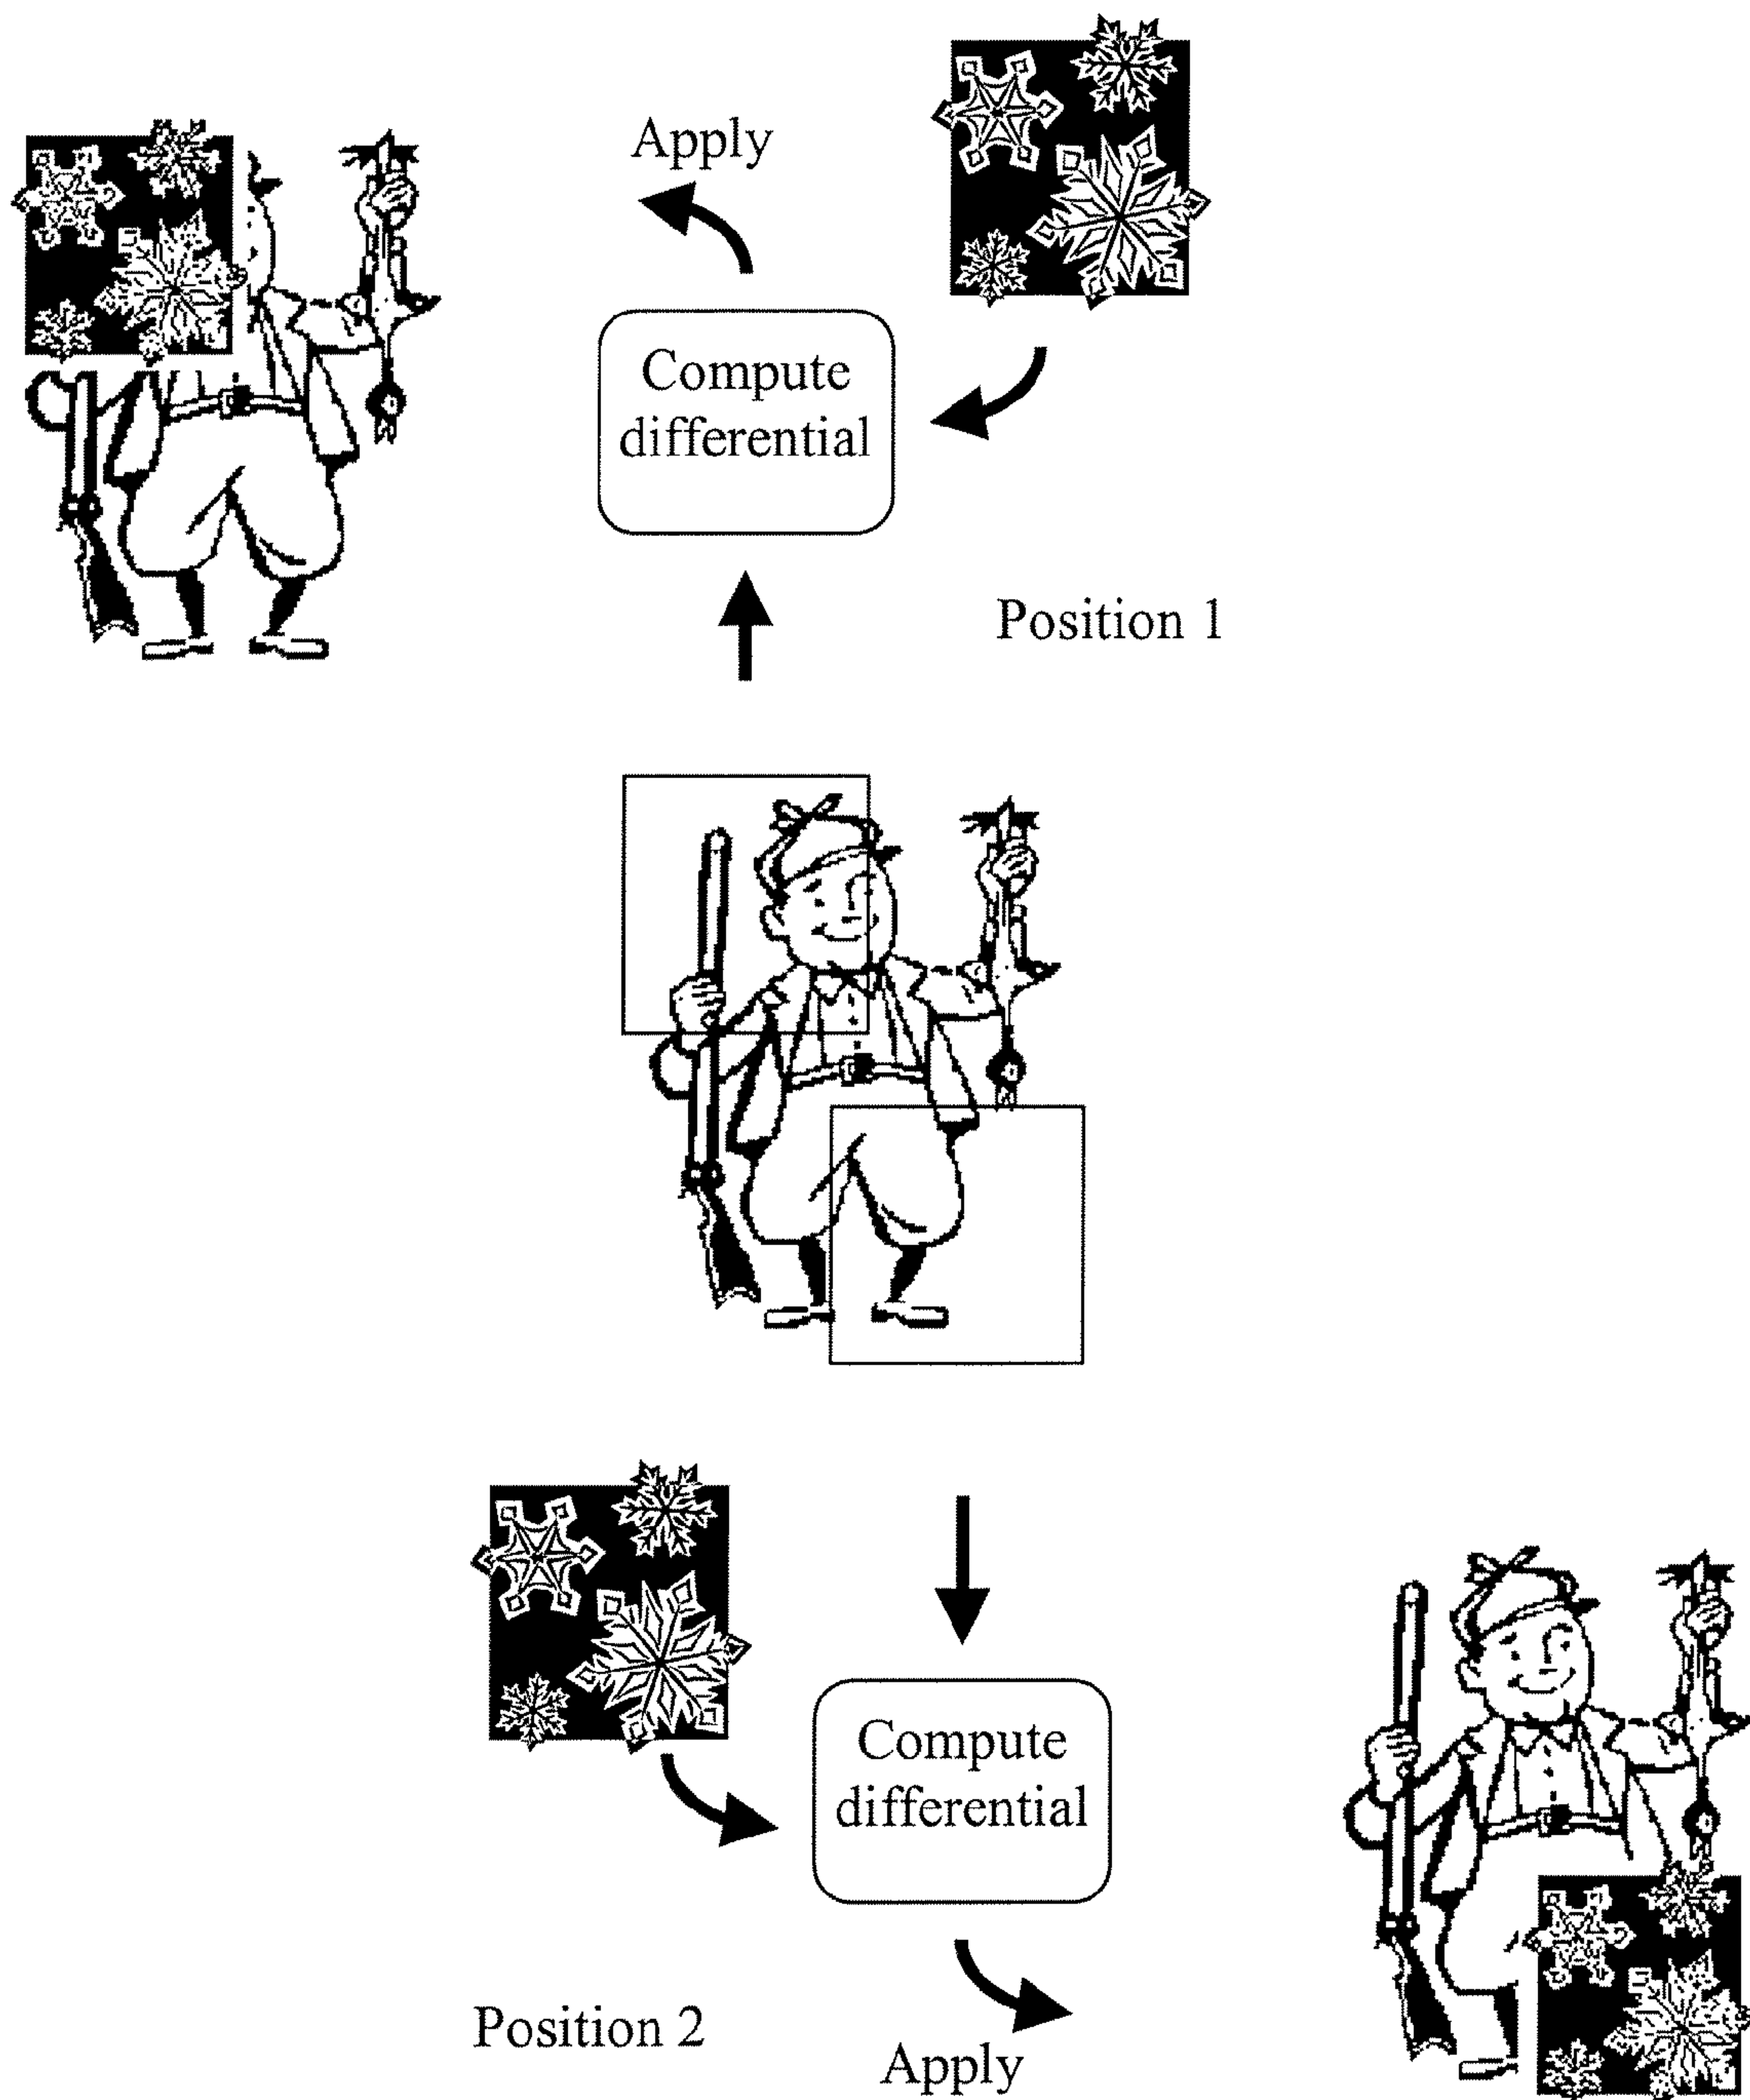 Apply
Compute
differential
Position 1
Compute
differential
Position 2
Apply